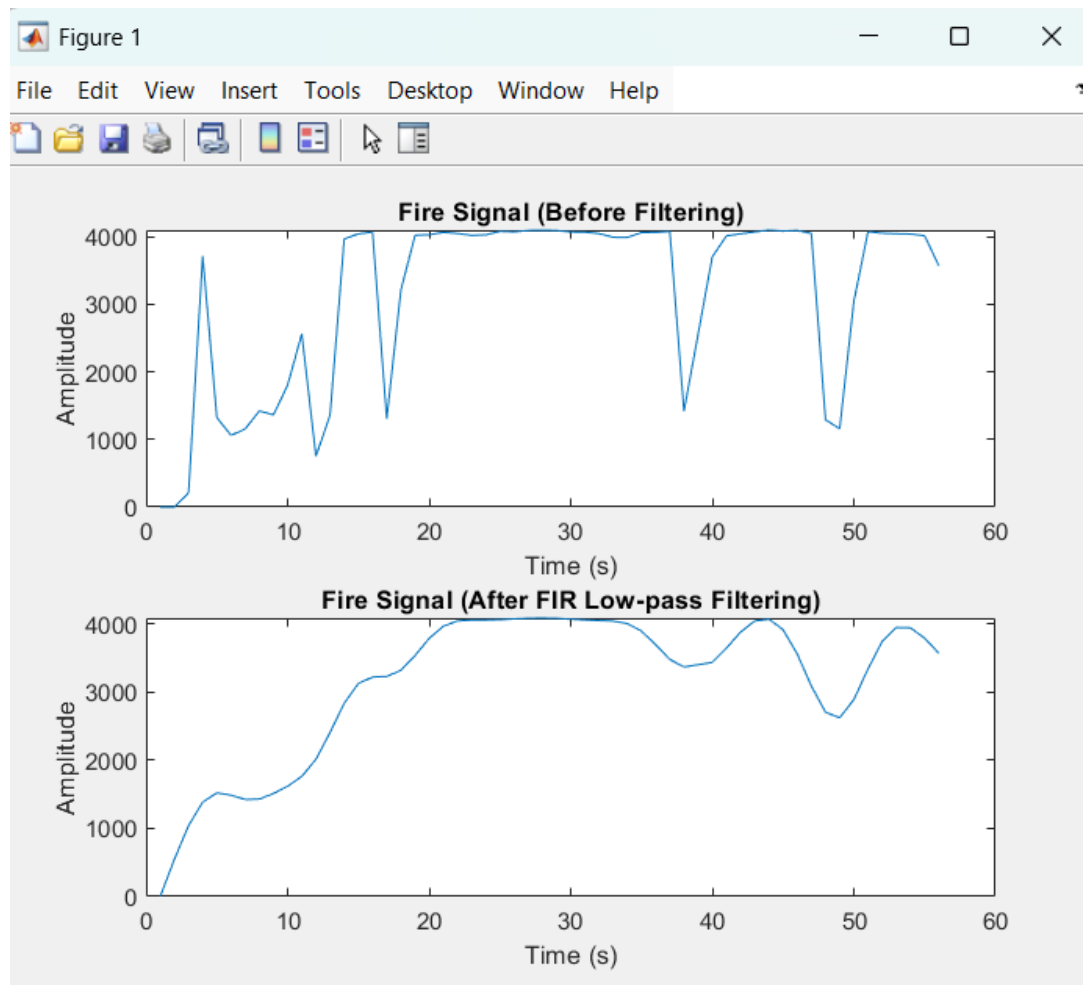 Figure 1
File Edit View Insert Tools Desktop Window Help
Fire Signal (Before Filtering)
4000
3000
2000
1000
0
Amplitude
0 10 20 30 40 50 60
Time (s)
Fire Signal (After FIR Low-pass Filtering)
4000
3000
2000
1000
0
Amplitude
0 10 20 30 40 50 60
Time (s)